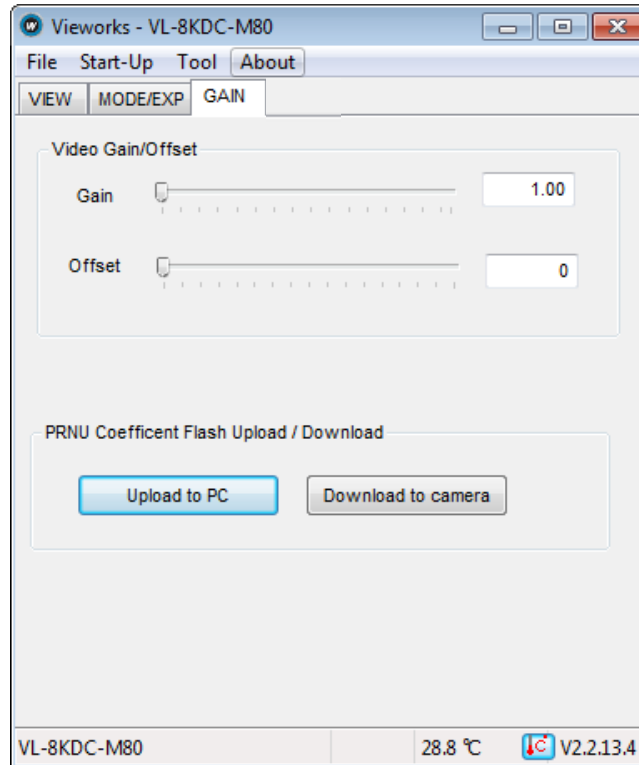 Vieworks - VL-8KDC-M80
File Start-Up Tool About
VIEW MODE/EXP GAIN
Video Gain/Offset
Gain 1.00
Offset 0
PRNU Coefficent Flash Upload / Download
Upload to PC Download to camera
VL-8KDC-M80 28.8 ℃ V2.2.13.4